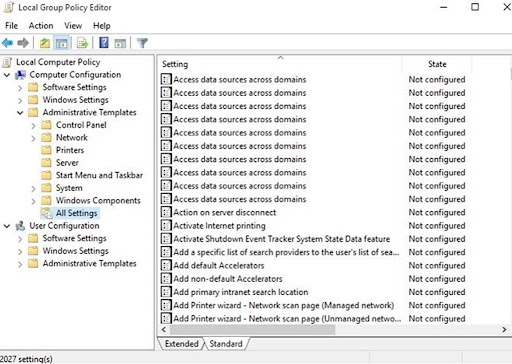 Local Group Policy Editor
File Action View Help
Local Computer Policy
Computer Configuration
Software Settings
Windows Settings
Administrative Templates
Control Panel
Network
Printers
Server
Start Menu and Taskbar
System
Windows Components
All Settings
User Configuration
Software Settings
Windows Settings
Administrative Templates
Setting State
Access data sources across domains Not configured
Access data sources across domains Not configured
Access data sources across domains Not configured
Access data sources across domains Not configured
Access data sources across domains Not configured
Access data sources across domains Not configured
Access data sources across domains Not configured
Access data sources across domains Not configured
Access data sources across domains Not configured
Access data sources across domains Not configured
Action on server disconnect Not configured
Activate Internet printing Not configured
Activate Shutdown Event Tracker System State Data feature Not configured
Add a specific list of search providers to the user's list of sea... Not configured
Add default Accelerators Not configured
Add non-default Accelerators Not configured
Add primary intranet search location Not configured
Add Printer wizard - Network scan page (Managed network) Not configured
Add Printer wizard - Network scan page (Unmanaged netwo... Not configured
Extended Standard
2027 setting(s)